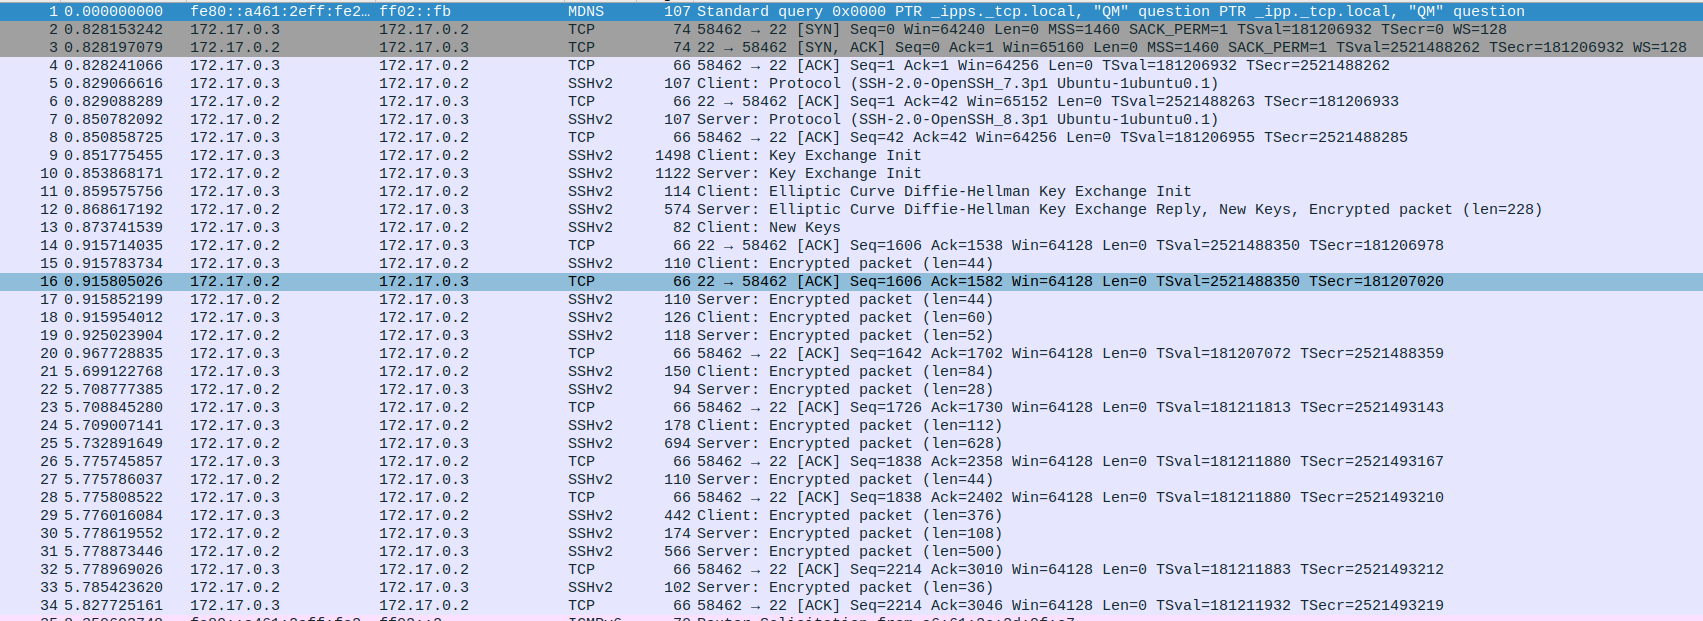 1 0.000000000 fe80::a461:2eff:fe2… ff02::fb MDNS 107 Standard query 0x0000 PTR _ipps._tcp.local, "QM" question PTR _ipp._tcp.local, "QM" question
2 0.828153242 172.17.0.3 172.17.0.2 TCP 74 58462 → 22 [SYN] Seq=0 Win=64240 Len=0 MSS=1460 SACK_PERM=1 TSval=181206932 TSecr=0 WS=128
3 0.828197079 172.17.0.2 172.17.0.3 TCP 74 22 → 58462 [SYN, ACK] Seq=0 Ack=1 Win=65160 Len=0 MSS=1460 SACK_PERM=1 TSval=2521488262 TSecr=181206932 WS=128
4 0.828241066 172.17.0.3 172.17.0.2 TCP 66 58462 → 22 [ACK] Seq=1 Ack=1 Win=64256 Len=0 TSval=181206932 TSecr=2521488262
5 0.829066616 172.17.0.3 172.17.0.2 SSHv2 107 Client: Protocol (SSH-2.0-OpenSSH_7.3p1 Ubuntu-1ubuntu0.1)
6 0.829088289 172.17.0.2 172.17.0.3 TCP 66 22 → 58462 [ACK] Seq=1 Ack=42 Win=65152 Len=0 TSval=2521488263 TSecr=181206933
7 0.850782092 172.17.0.2 172.17.0.3 SSHv2 107 Server: Protocol (SSH-2.0-OpenSSH_8.3p1 Ubuntu-1ubuntu0.1)
8 0.850858725 172.17.0.3 172.17.0.2 TCP 66 58462 → 22 [ACK] Seq=42 Ack=42 Win=64256 Len=0 TSval=181206955 TSecr=2521488285
9 0.851775455 172.17.0.3 172.17.0.2 SSHv2 1498 Client: Key Exchange Init
10 0.853868171 172.17.0.2 172.17.0.3 SSHv2 1122 Server: Key Exchange Init
11 0.859575756 172.17.0.3 172.17.0.2 SSHv2 114 Client: Elliptic Curve Diffie-Hellman Key Exchange Init
12 0.868617192 172.17.0.2 172.17.0.3 SSHv2 574 Server: Elliptic Curve Diffie-Hellman Key Exchange Reply, New Keys, Encrypted packet (len=228)
13 0.873741539 172.17.0.3 172.17.0.2 SSHv2 82 Client: New Keys
14 0.915714035 172.17.0.2 172.17.0.3 TCP 66 22 → 58462 [ACK] Seq=1606 Ack=1538 Win=64128 Len=0 TSval=2521488350 TSecr=181206978
15 0.915783734 172.17.0.3 172.17.0.2 SSHv2 110 Client: Encrypted packet (len=44)
16 0.915805026 172.17.0.2 172.17.0.3 TCP 66 22 → 58462 [ACK] Seq=1606 Ack=1582 Win=64128 Len=0 TSval=2521488350 TSecr=181207020
17 0.915852199 172.17.0.2 172.17.0.3 SSHv2 110 Server: Encrypted packet (len=44)
18 0.915954012 172.17.0.3 172.17.0.2 SSHv2 126 Client: Encrypted packet (len=60)
19 0.925023904 172.17.0.2 172.17.0.3 SSHv2 118 Server: Encrypted packet (len=52)
20 0.967728835 172.17.0.3 172.17.0.2 TCP 66 58462 → 22 [ACK] Seq=1642 Ack=1702 Win=64128 Len=0 TSval=181207072 TSecr=2521488359
21 5.699122768 172.17.0.3 172.17.0.2 SSHv2 150 Client: Encrypted packet (len=84)
22 5.708777385 172.17.0.2 172.17.0.3 SSHv2 94 Server: Encrypted packet (len=28)
23 5.708845280 172.17.0.3 172.17.0.2 TCP 66 58462 → 22 [ACK] Seq=1726 Ack=1730 Win=64128 Len=0 TSval=181211813 TSecr=2521493143
24 5.709007141 172.17.0.3 172.17.0.2 SSHv2 178 Client: Encrypted packet (len=112)
25 5.732891649 172.17.0.2 172.17.0.3 SSHv2 694 Server: Encrypted packet (len=628)
26 5.775745857 172.17.0.3 172.17.0.2 TCP 66 58462 → 22 [ACK] Seq=1838 Ack=2358 Win=64128 Len=0 TSval=181211880 TSecr=2521493167
27 5.775786037 172.17.0.2 172.17.0.3 SSHv2 110 Server: Encrypted packet (len=44)
28 5.775808522 172.17.0.3 172.17.0.2 TCP 66 58462 → 22 [ACK] Seq=1838 Ack=2402 Win=64128 Len=0 TSval=181211880 TSecr=2521493210
29 5.776016084 172.17.0.3 172.17.0.2 SSHv2 442 Client: Encrypted packet (len=376)
30 5.778619552 172.17.0.2 172.17.0.3 SSHv2 174 Server: Encrypted packet (len=108)
31 5.778873446 172.17.0.2 172.17.0.3 SSHv2 566 Server: Encrypted packet (len=500)
32 5.778969026 172.17.0.3 172.17.0.2 TCP 66 58462 → 22 [ACK] Seq=2214 Ack=3010 Win=64128 Len=0 TSval=181211883 TSecr=2521493212
33 5.785423620 172.17.0.2 172.17.0.3 SSHv2 102 Server: Encrypted packet (len=36)
34 5.827725161 172.17.0.3 172.17.0.2 TCP 66 58462 → 22 [ACK] Seq=2214 Ack=3046 Win=64128 Len=0 TSval=181211932 TSecr=2521493219